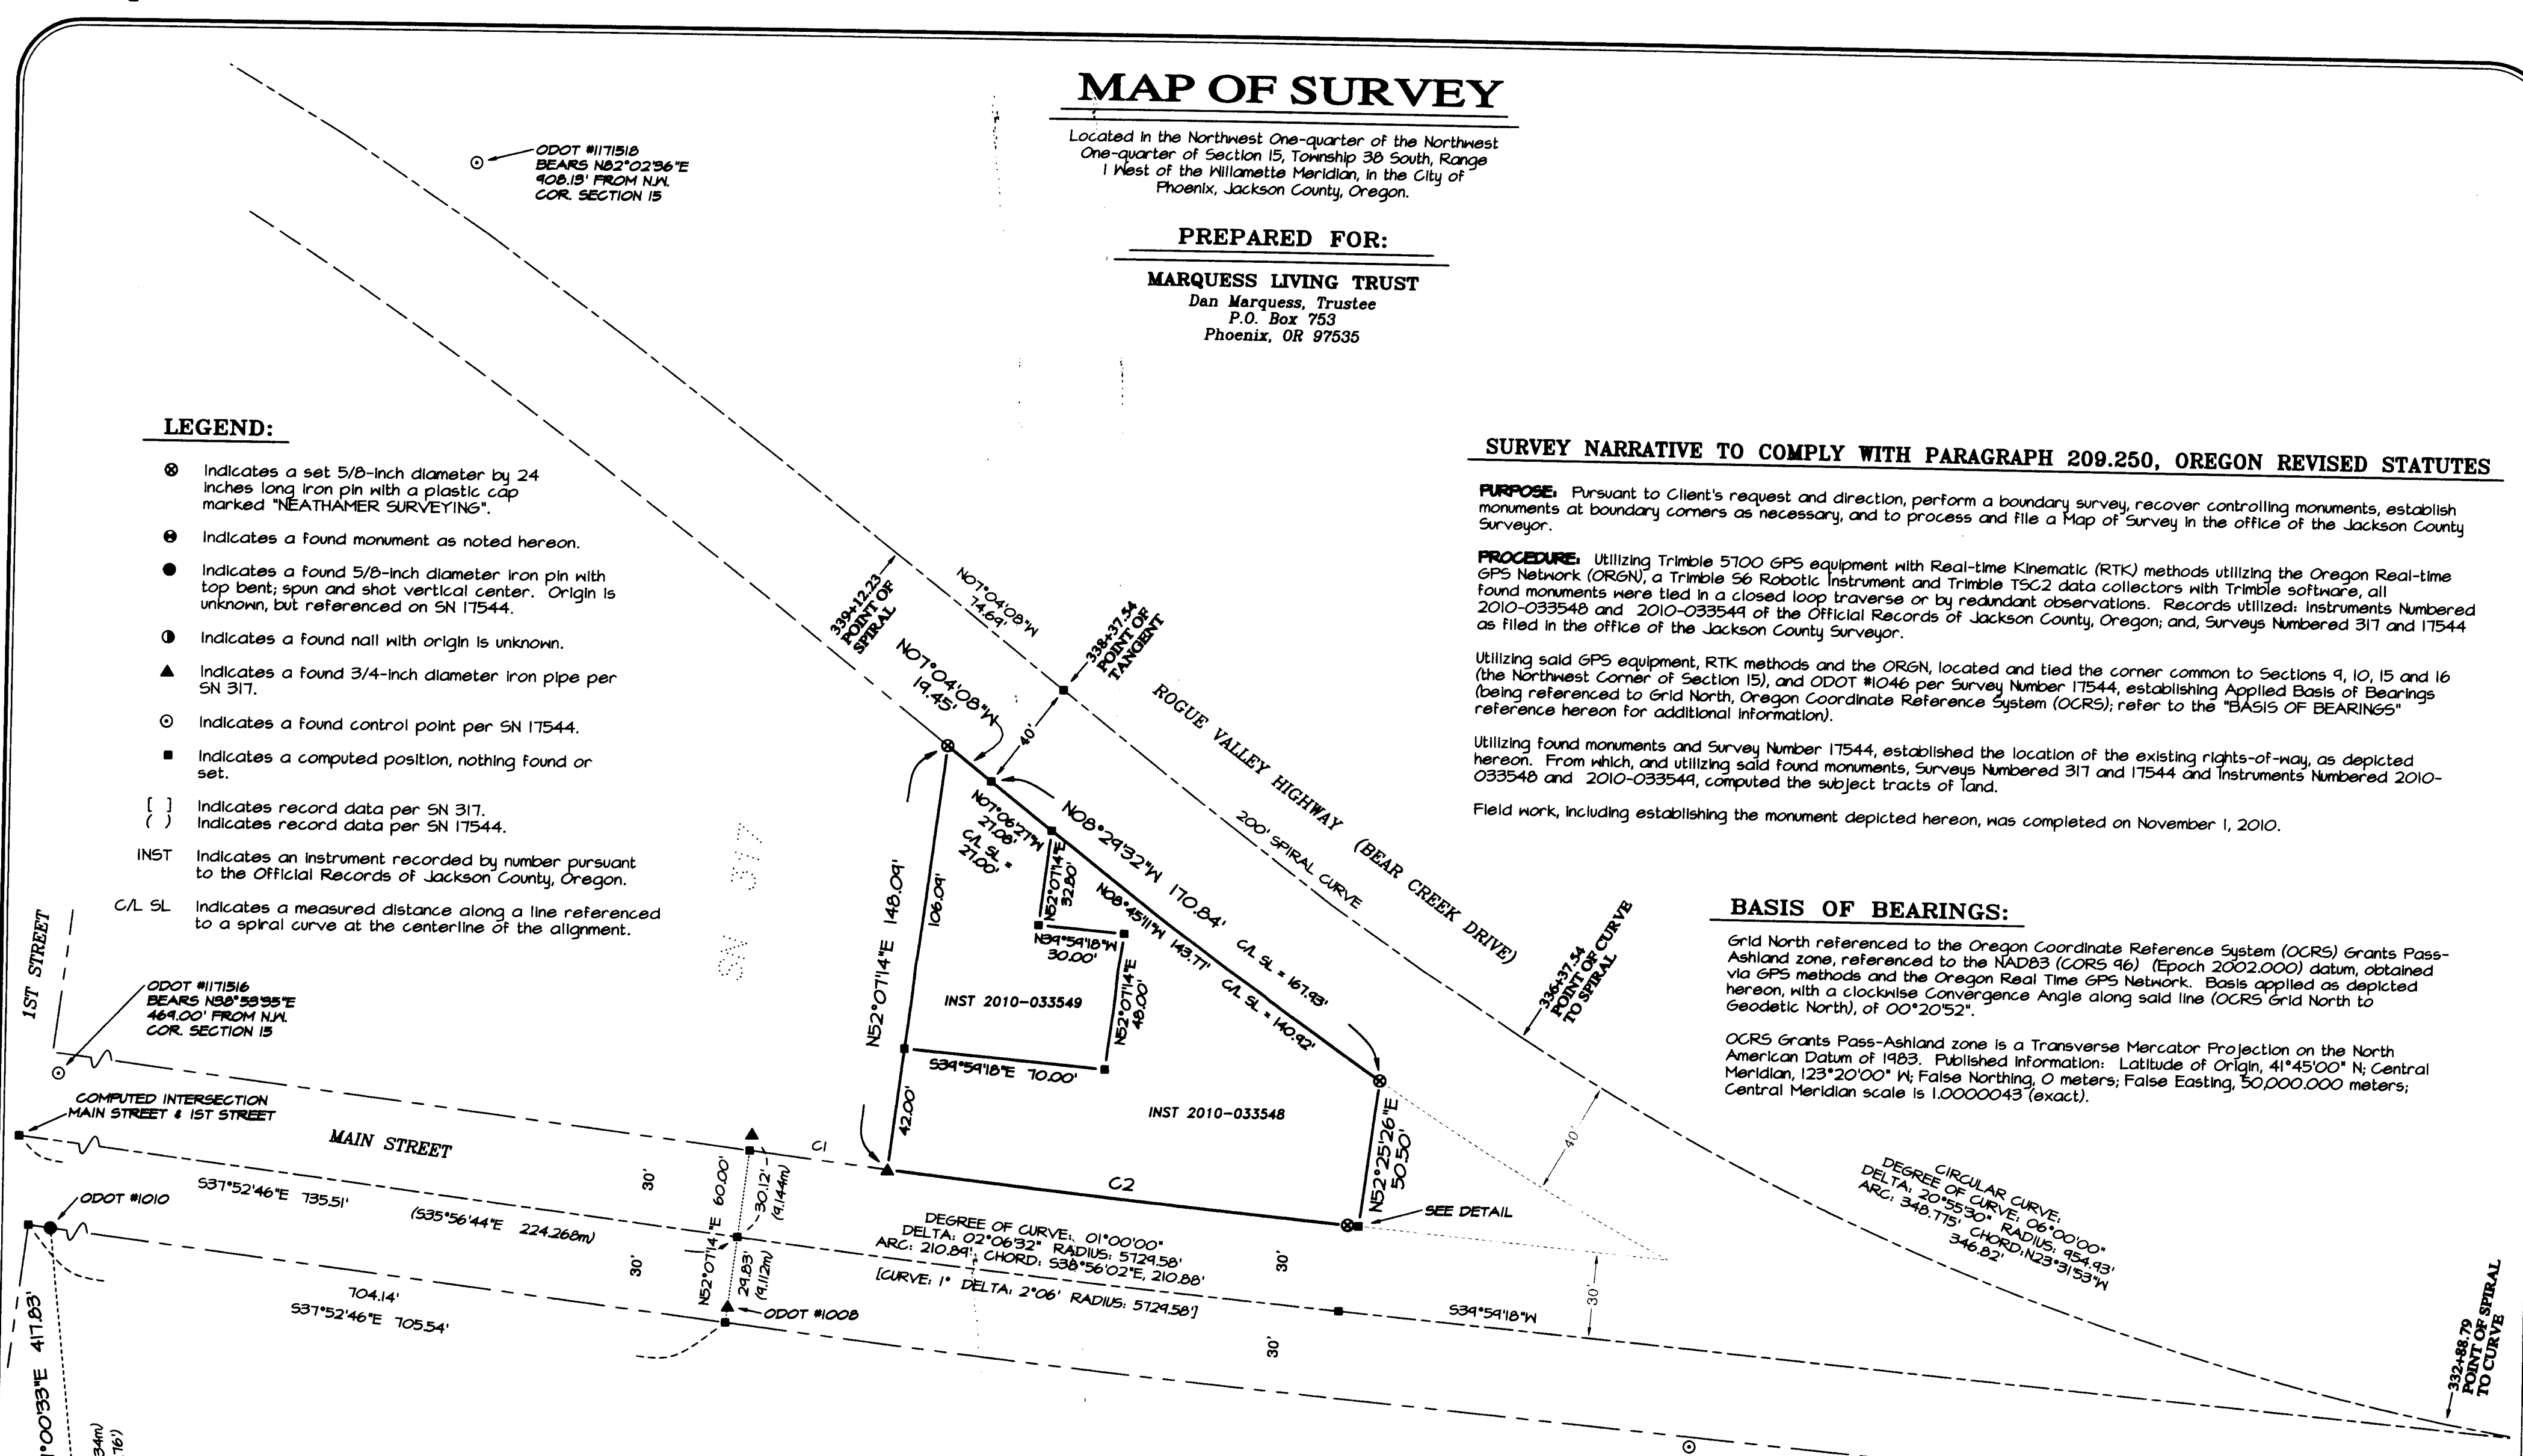 MAP OF SURVEY
Located in the Northwest One-quarter of the Northwest
One-quarter of Section 15, Township 38 South, Range
1 West of the Willamette Meridian, in the City of
Phoenix, Jackson County, Oregon.
PREPARED FOR:
MARQUESS LIVING TRUST
Dan Marquess, Trustee
P.O. Box 753
Phoenix, OR 97535
ODOT #1171518
BEARS N82°02'36"E
908.13' FROM N.W.
COR. SECTION 15
LEGEND:
Indicates a set 5/8-inch diameter by 24
inches long iron pin with a plastic cap
marked "NEATHAMER SURVEYING".
Indicates a found monument as noted hereon.
Indicates a found 5/8-inch diameter iron pin with
top bent; spun and shot vertical center. Origin is
unknown, but referenced on SN 17544.
Indicates a found nail with origin is unknown.
Indicates a found 3/4-inch diameter iron pipe per
SN 317.
Indicates a found control point per SN 17544.
Indicates a computed position, nothing found or
set.
[ ] Indicates record data per SN 317.
( ) Indicates record data per SN 17544.
INST Indicates an instrument recorded by number pursuant
to the Official Records of Jackson County, Oregon.
C/L SL Indicates a measured distance along a line referenced
to a spiral curve at the centerline of the alignment.
SURVEY NARRATIVE TO COMPLY WITH PARAGRAPH 209.250, OREGON REVISED STATUTES
PURPOSE: Pursuant to Client's request and direction, perform a boundary survey, recover controlling monuments, establish
monuments at boundary corners as necessary, and to process and file a Map of Survey in the office of the Jackson County
Surveyor.
PROCEDURE: Utilizing Trimble 5700 GPS equipment with Real-time Kinematic (RTK) methods utilizing the Oregon Real-time
GPS Network (ORGN), a Trimble S6 Robotic Instrument and Trimble TSC2 data collectors with Trimble software, all
found monuments were tied in a closed loop traverse or by redundant observations. Records utilized: Instruments Numbered
2010-033548 and 2010-033549 of the Official Records of Jackson County, Oregon; and, Surveys Numbered 317 and 17544
as filed in the office of the Jackson County Surveyor.
Utilizing said GPS equipment, RTK methods and the ORGN, located and tied the corner common to Sections 9, 10, 15 and 16
(the Northwest Corner of Section 15), and ODOT #1046 per Survey Number 17544, establishing Applied Basis of Bearings
(being referenced to Grid North, Oregon Coordinate Reference System (OCRS); refer to the "BASIS OF BEARINGS"
reference hereon for additional information).
Utilizing found monuments and Survey Number 17544, established the location of the existing rights-of-way, as depicted
hereon. From which, and utilizing said found monuments, Surveys Numbered 317 and 17544 and Instruments Numbered 2010-
033548 and 2010-033549, computed the subject tracts of land.
Field work, including establishing the monument depicted hereon, was completed on November 1, 2010.
BASIS OF BEARINGS:
Grid North referenced to the Oregon Coordinate Reference System (OCRS) Grants Pass-
Ashland zone, referenced to the NAD83 (CORS 96) (Epoch 2002.000) datum, obtained
via GPS methods and the Oregon Real Time GPS Network. Basis applied as depicted
hereon, with a clockwise Convergence Angle along said line (OCRS Grid North to
Geodetic North), of 00°20'52".
OCRS Grants Pass-Ashland zone is a Transverse Mercator Projection on the North
American Datum of 1983. Published information: Latitude of Origin, 41°45'00" N; Central
Meridian, 123°20'00" W; False Northing, 0 meters; False Easting, 50,000.000 meters;
Central Meridian scale is 1.0000043 (exact).
339+12.23
POINT OF
SPIRAL
N07°04'08"W
74.69'
338+37.54
POINT OF
TANGENT
N07°04'08"W
19.45'
40'
ROGUE VALLEY HIGHWAY (BEAR CREEK DRIVE)
200' SPIRAL CURVE
336+37.54
POINT OF CURVE
TO SPIRAL
N07°06'27"W
27.08'
C/L SL =
27.00'
N08°29'32"W 170.84' C/L SL = 167.93'
N08°45'11"W 143.77' C/L SL = 140.92'
N52°07'14"E 148.09'
106.09'
42.00'
N52°07'14"E
32.80'
N39°59'18"W
30.00'
N52°07'14"E
48.00'
INST 2010-033549
S39°59'18"E 70.00'
INST 2010-033548
N52°25'26"E
50.50'
SEE DETAIL
SN 317
1ST STREET
ODOT #1171516
BEARS N38°53'35"E
469.00' FROM N.W.
COR. SECTION 15
COMPUTED INTERSECTION
MAIN STREET & 1ST STREET
MAIN STREET
ODOT #1010
S37°52'46"E 735.51'
(S35°56'44"E 224.268m)
30'
30'
C1
C2
N52°07'14"E 60.00'
30.12'
(9.144m)
29.83'
(9.112m)
ODOT #1008
704.14'
S37°52'46"E 705.54'
DEGREE OF CURVE: 01°00'00"
DELTA: 02°06'32" RADIUS: 5729.58'
ARC: 210.89', CHORD: S38°56'02"E, 210.88'
[CURVE: 1° DELTA: 2°06' RADIUS: 5729.58']
30'
30'
S39°59'18"W
40'
30'
CIRCULAR CURVE:
DEGREE OF CURVE: 06°00'00"
DELTA: 20°55'30" RADIUS: 954.93'
ARC: 348.775' CHORD:N23°31'53"W
346.82'
332+88.79
POINT OF SPIRAL
TO CURVE
°00'33"E 417.83'
34m)
.76')